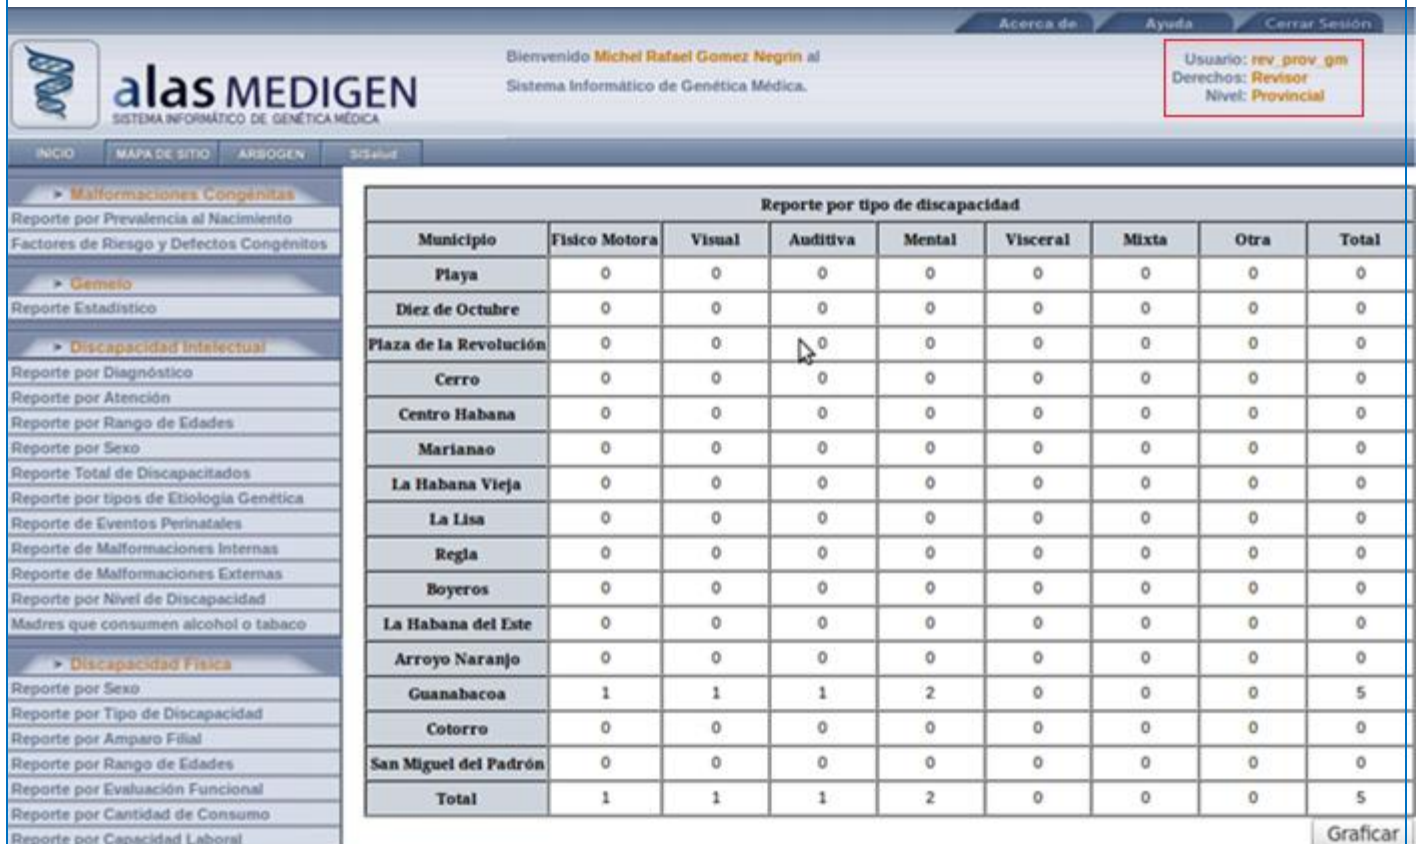 Acerca de Ayuda Cerrar Sesión
alas MEDIGEN
SISTEMA INFORMÁTICO DE GENÉTICA MÉDICA
Bienvenido Michel Rafael Gomez Negrin al
Sistema Informático de Genética Médica.
Usuario: rev_prov_gm
Derechos: Revisor
Nivel: Provincial
INICIO MAPA DE SITIO ARBOGEN SISalud
> Malformaciones Congénitas
Reporte por Prevalencia al Nacimiento
Factores de Riesgo y Defectos Congénitos
> Gemelo
Reporte Estadístico
> Discapacidad Intelectual
Reporte por Diagnóstico
Reporte por Atención
Reporte por Rango de Edades
Reporte por Sexo
Reporte Total de Discapacitados
Reporte por tipos de Etiología Genética
Reporte de Eventos Perinatales
Reporte de Malformaciones Internas
Reporte de Malformaciones Externas
Reporte por Nivel de Discapacidad
Madres que consumen alcohol o tabaco
> Discapacidad Física
Reporte por Sexo
Reporte por Tipo de Discapacidad
Reporte por Amparo Filial
Reporte por Rango de Edades
Reporte por Evaluación Funcional
Reporte por Cantidad de Consumo
Reporte por Capacidad Laboral
Reporte por tipo de discapacidad
Municipio Fisico Motora Visual Auditiva Mental Visceral Mixta Otra Total
Playa 0 0 0 0 0 0 0 0
Diez de Octubre 0 0 0 0 0 0 0 0
Plaza de la Revolución 0 0 0 0 0 0 0 0
Cerro 0 0 0 0 0 0 0 0
Centro Habana 0 0 0 0 0 0 0 0
Marianao 0 0 0 0 0 0 0 0
La Habana Vieja 0 0 0 0 0 0 0 0
La Lisa 0 0 0 0 0 0 0 0
Regla 0 0 0 0 0 0 0 0
Boyeros 0 0 0 0 0 0 0 0
La Habana del Este 0 0 0 0 0 0 0 0
Arroyo Naranjo 0 0 0 0 0 0 0 0
Guanabacoa 1 1 1 2 0 0 0 5
Cotorro 0 0 0 0 0 0 0 0
San Miguel del Padrón 0 0 0 0 0 0 0 0
Total 1 1 1 2 0 0 0 5
Graficar